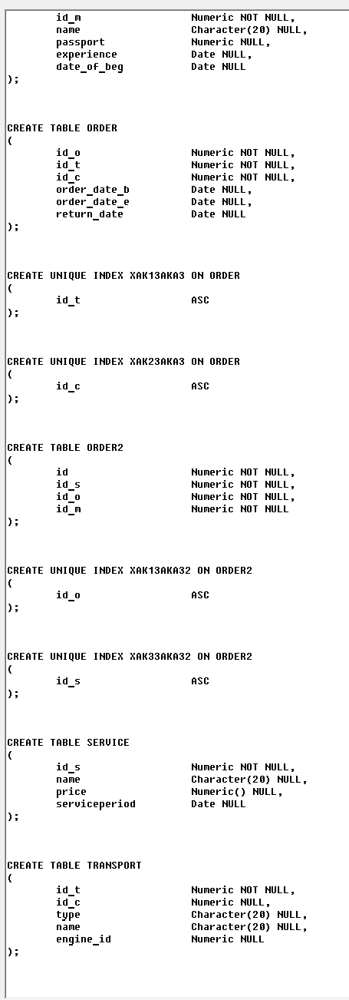 id_m Numeric NOT NULL,
name Character(20) NULL,
passport Numeric NULL,
experience Date NULL,
date_of_beg Date NULL
);
CREATE TABLE ORDER
(
id_o Numeric NOT NULL,
id_t Numeric NOT NULL,
id_c Numeric NOT NULL,
order_date_b Date NULL,
order_date_e Date NULL,
return_date Date NULL
);
CREATE UNIQUE INDEX XAK13AKA3 ON ORDER
(
id_t ASC
);
CREATE UNIQUE INDEX XAK23AKA3 ON ORDER
(
id_c ASC
);
CREATE TABLE ORDER2
(
id Numeric NOT NULL,
id_s Numeric NOT NULL,
id_o Numeric NOT NULL,
id_m Numeric NOT NULL
);
CREATE UNIQUE INDEX XAK13AKA32 ON ORDER2
(
id_o ASC
);
CREATE UNIQUE INDEX XAK33AKA32 ON ORDER2
(
id_s ASC
);
CREATE TABLE SERVICE
(
id_s Numeric NOT NULL,
name Character(20) NULL,
price Numeric() NULL,
serviceperiod Date NULL
);
CREATE TABLE TRANSPORT
(
id_t Numeric NOT NULL,
id_c Numeric NULL,
type Character(20) NULL,
name Character(20) NULL,
engine_id Numeric NULL
);